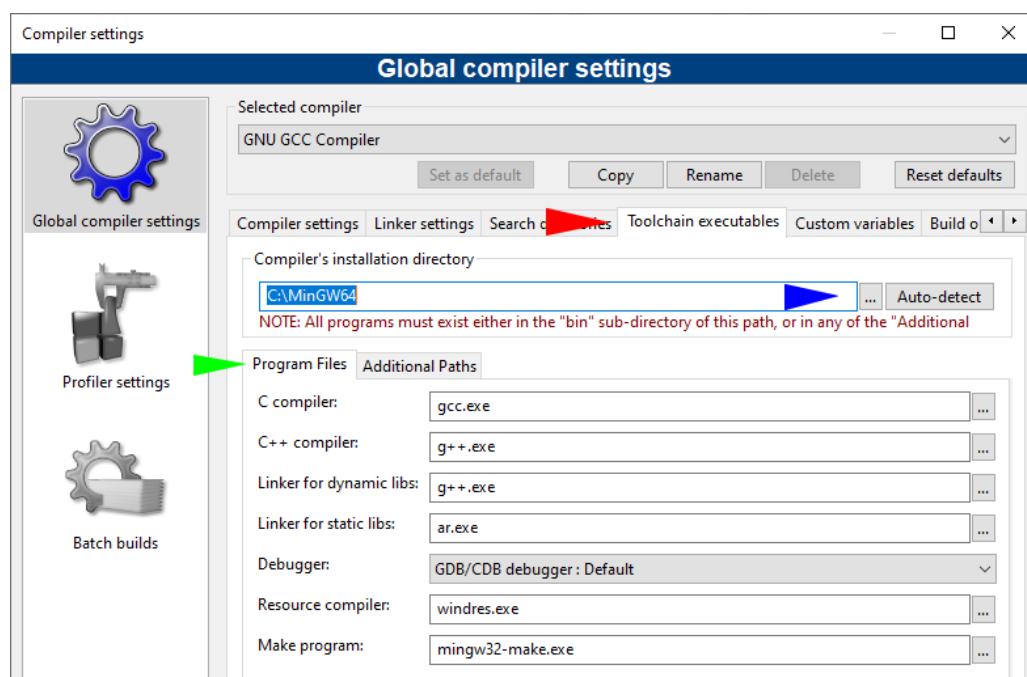 Compiler settings
Global compiler settings
Global compiler settings
Profiler settings
Batch builds
Selected compiler
GNU GCC Compiler
Set as default Copy Rename Delete Reset defaults
Compiler settings Linker settings Search Toolchain executables Custom variables Build o
Compiler's installation directory
C:\MinGW64 ... Auto-detect
NOTE: All programs must exist either in the "bin" sub-directory of this path, or in any of the "Additional
Program Files Additional Paths
C compiler: gcc.exe ...
C++ compiler: g++.exe ...
Linker for dynamic libs: g++.exe ...
Linker for static libs: ar.exe ...
Debugger: GDB/CDB debugger : Default
Resource compiler: windres.exe ...
Make program: mingw32-make.exe ...